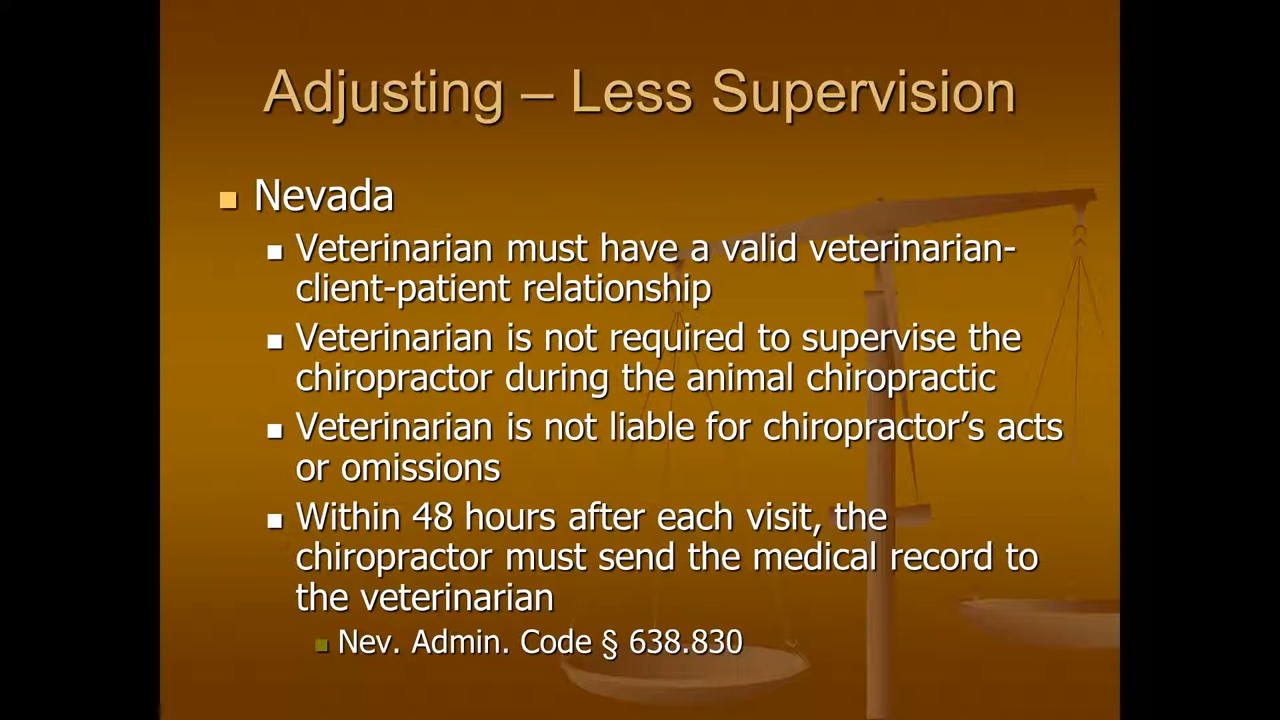 Adjusting – Less Supervision
Nevada
Veterinarian must have a valid veterinarian-
client-patient relationship
Veterinarian is not required to supervise the
chiropractor during the animal chiropractic
Veterinarian is not liable for chiropractor’s acts
or omissions
Within 48 hours after each visit, the
chiropractor must send the medical record to
the veterinarian
Nev. Admin. Code § 638.830